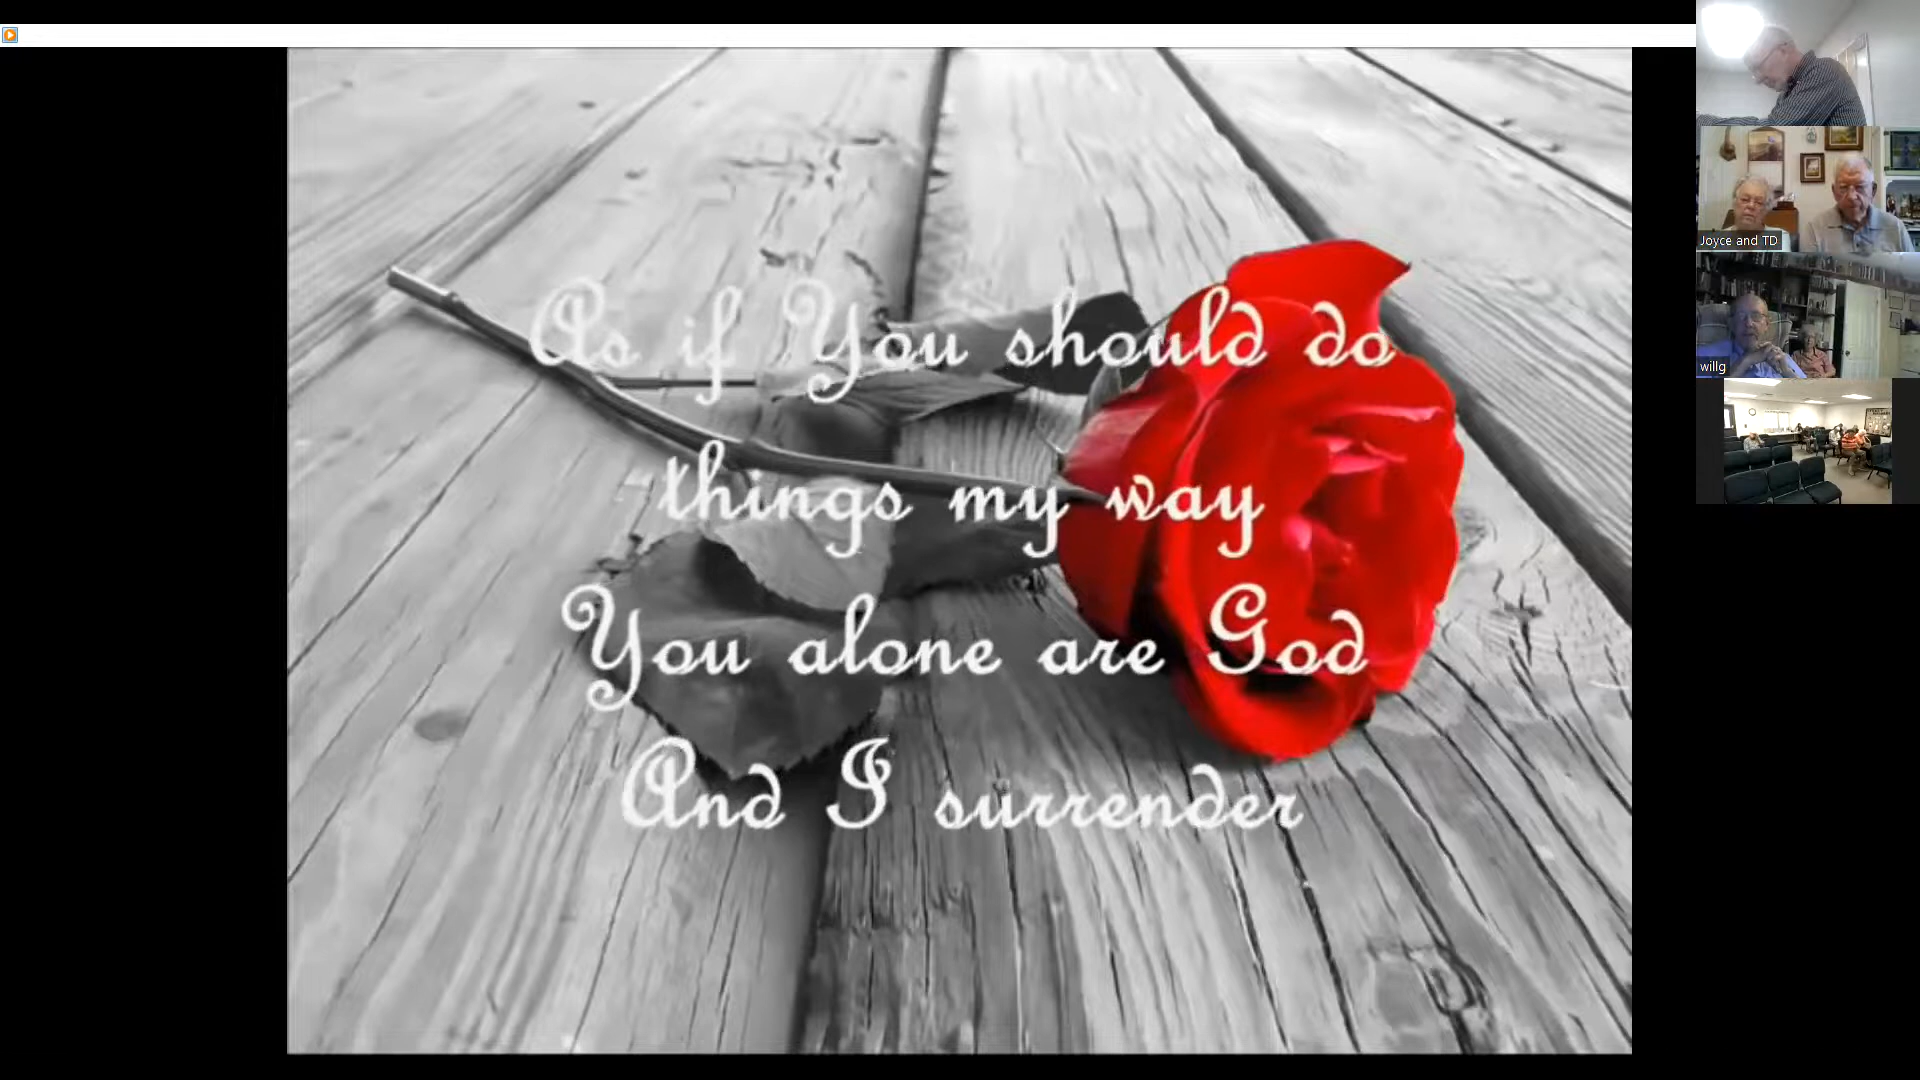 As if You should do
things my way
You alone are God
And I surrender
Joyce and TD
willg